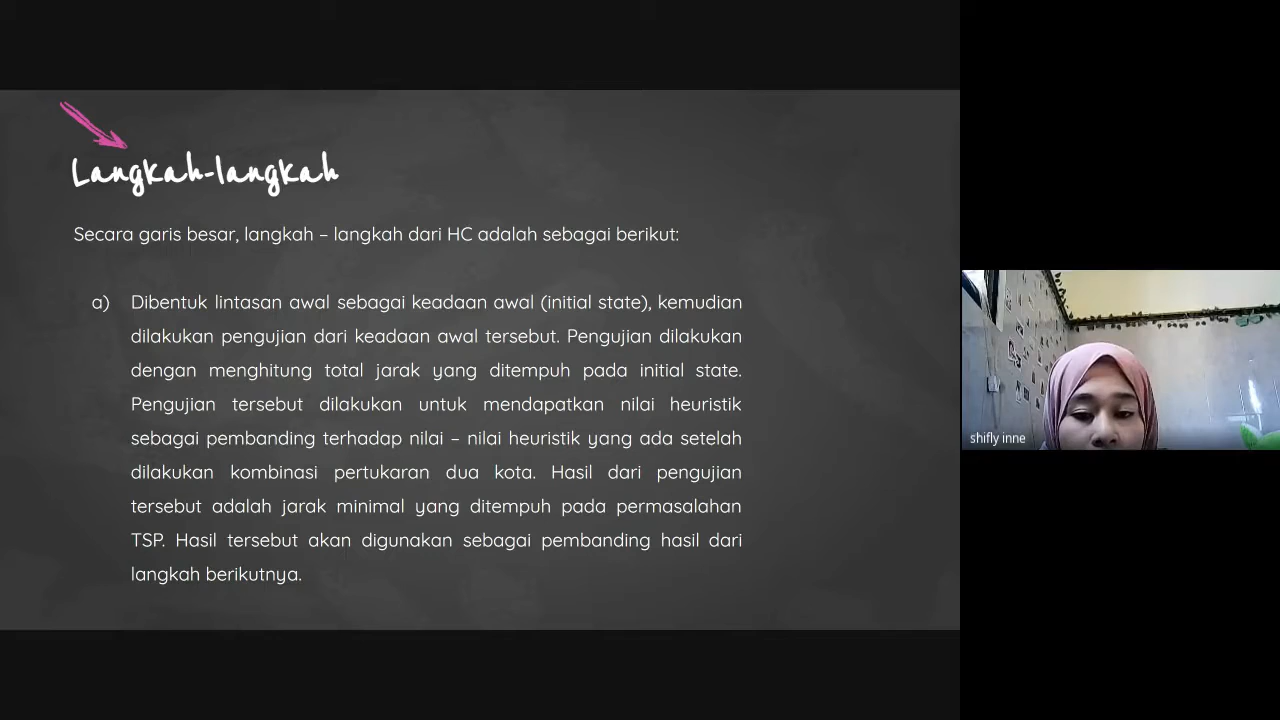 Langkah-langkah
Secara garis besar, langkah – langkah dari HC adalah sebagai berikut:
a) Dibentuk lintasan awal sebagai keadaan awal (initial state), kemudian
dilakukan pengujian dari keadaan awal tersebut. Pengujian dilakukan
dengan menghitung total jarak yang ditempuh pada initial state.
Pengujian tersebut dilakukan untuk mendapatkan nilai heuristik
sebagai pembanding terhadap nilai – nilai heuristik yang ada setelah
dilakukan kombinasi pertukaran dua kota. Hasil dari pengujian
tersebut adalah jarak minimal yang ditempuh pada permasalahan
TSP. Hasil tersebut akan digunakan sebagai pembanding hasil dari
langkah berikutnya.
shifly inne